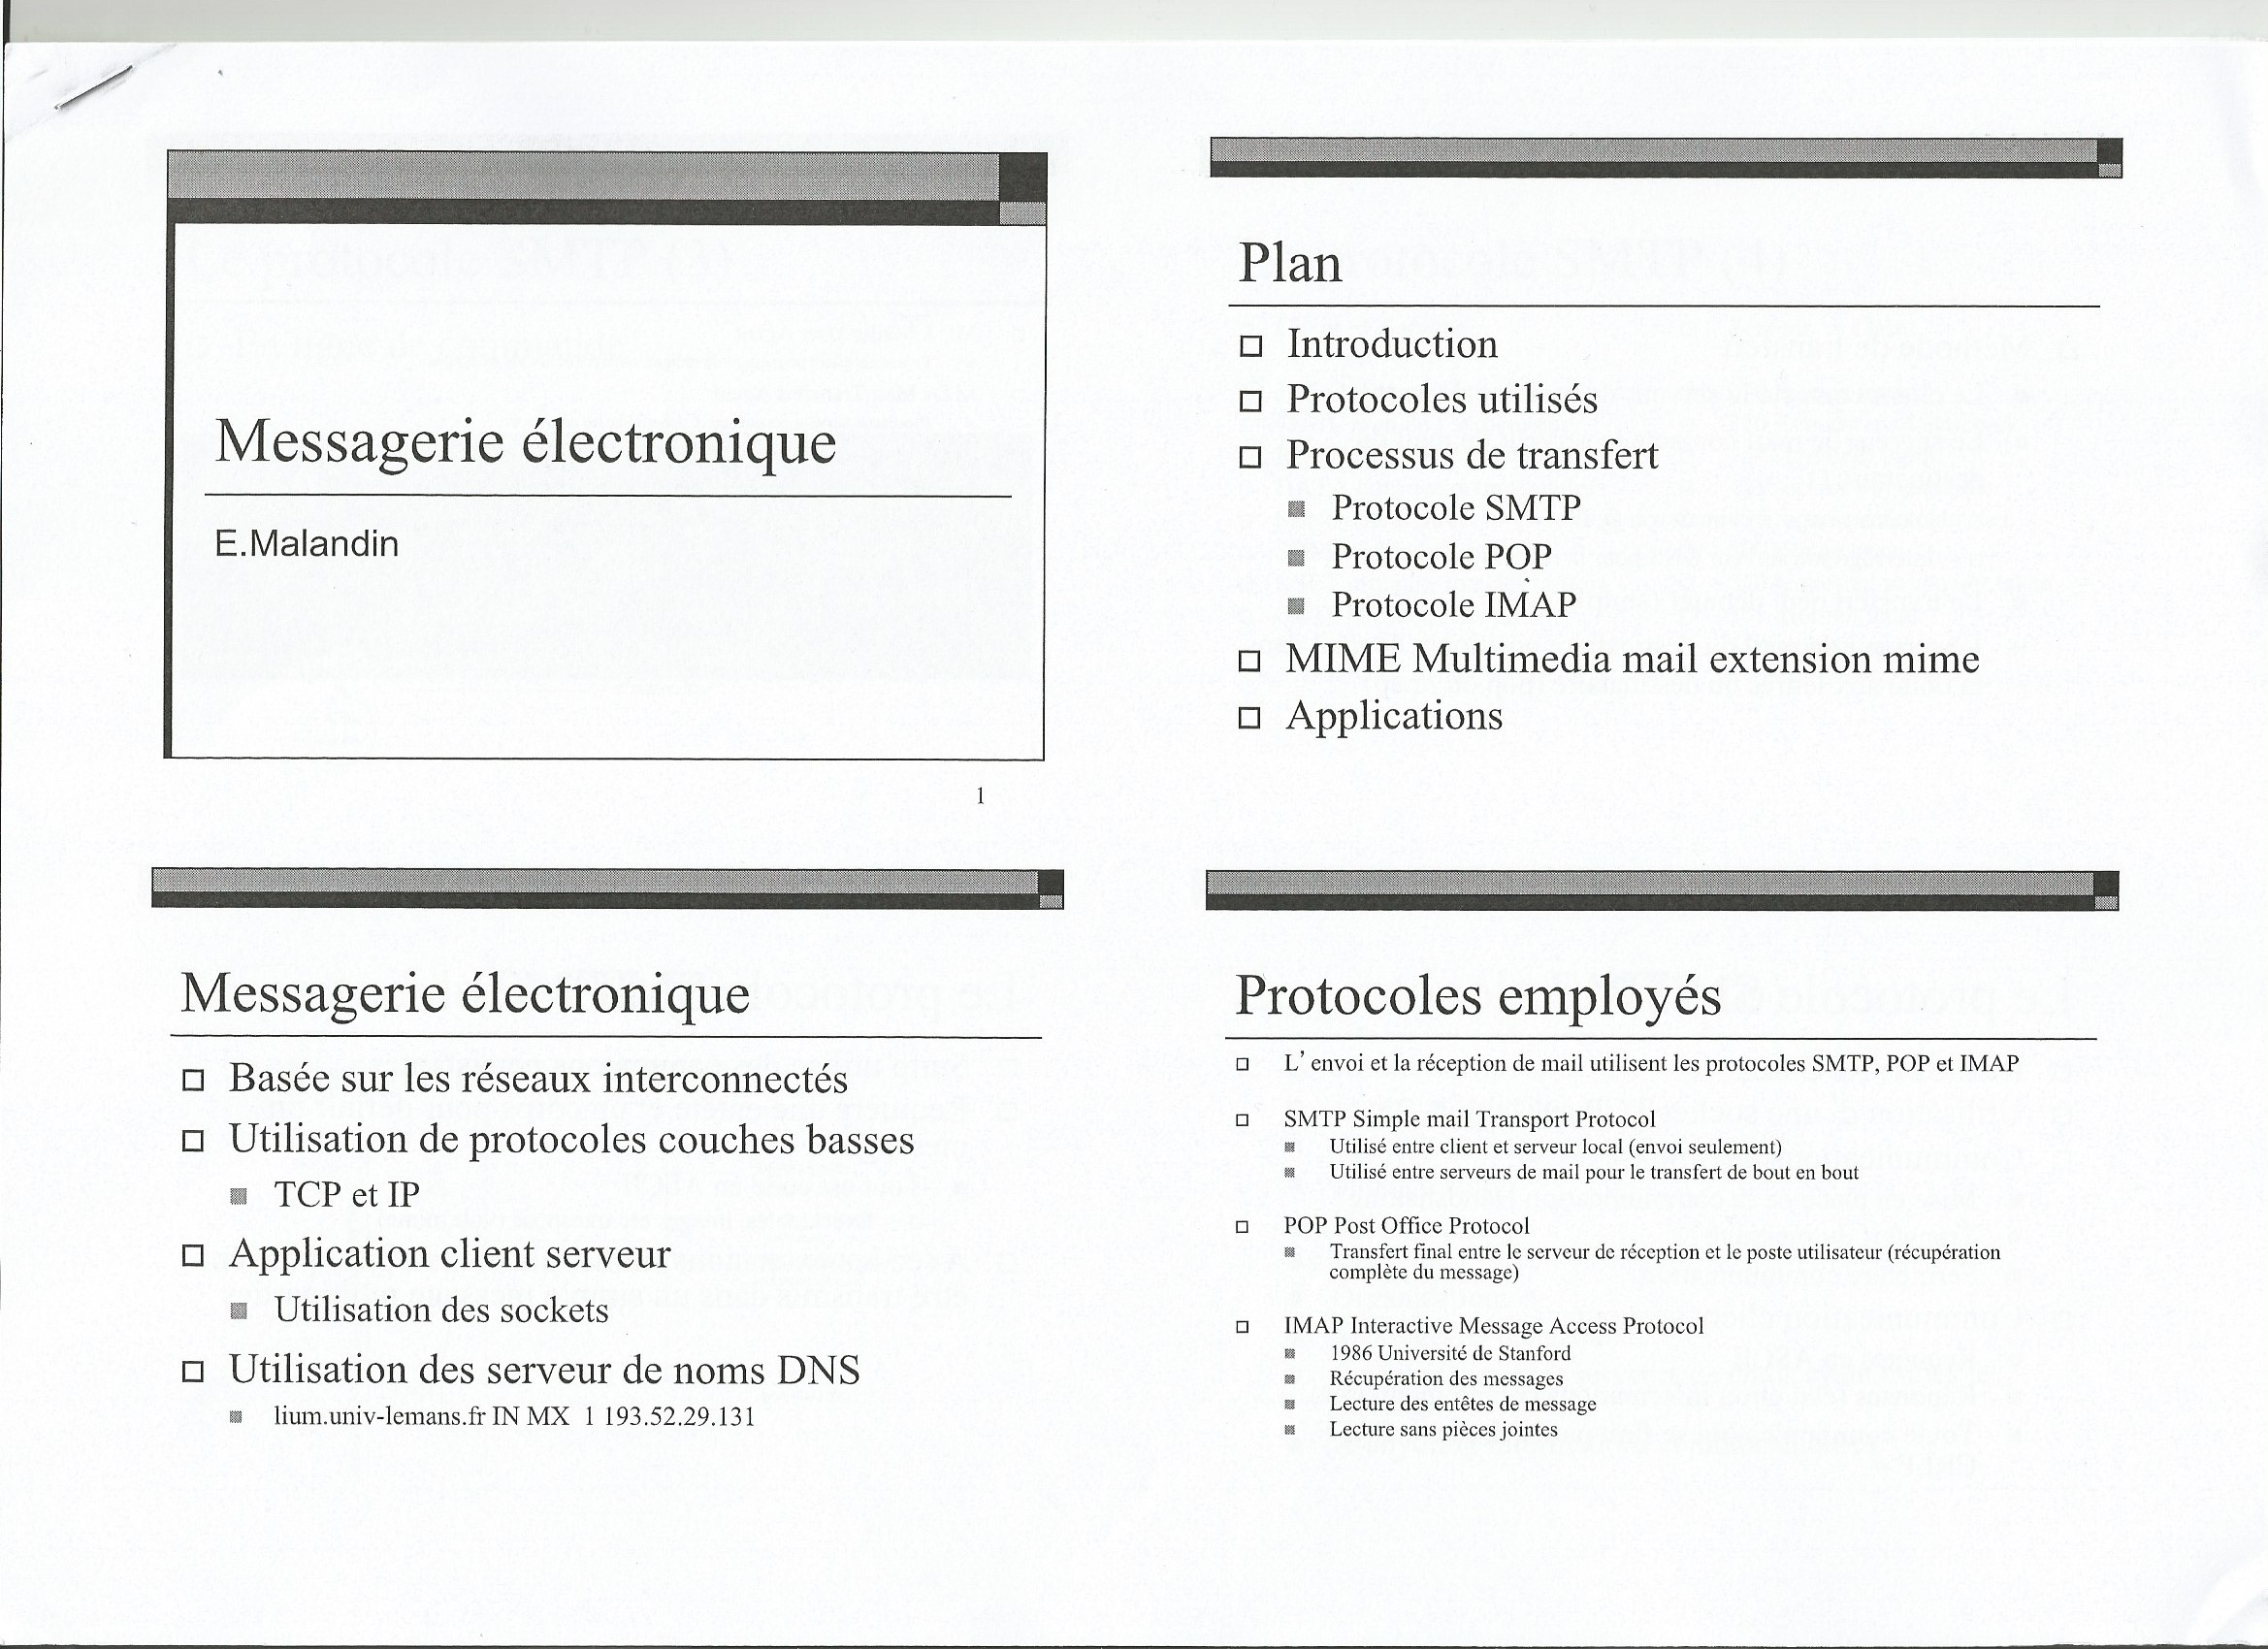 Messagerie électronique
E.Malandin
1
Plan
Introduction
Protocoles utilisés
Processus de transfert
Protocole SMTP
Protocole POP
Protocole IMAP
MIME Multimedia mail extension mime
Applications
Messagerie électronique
Basée sur les réseaux interconnectés
Utilisation de protocoles couches basses
TCP et IP
Application client serveur
Utilisation des sockets
Utilisation des serveur de noms DNS
lium.univ-lemans.fr IN MX 1 193.52.29.131
Protocoles employés
L'envoi et la réception de mail utilisent les protocoles SMTP, POP et IMAP
SMTP Simple mail Transport Protocol
Utilisé entre client et serveur local (envoi seulement)
Utilisé entre serveurs de mail pour le transfert de bout en bout
POP Post Office Protocol
Transfert final entre le serveur de réception et le poste utilisateur (récupération
complète du message)
IMAP Interactive Message Access Protocol
1986 Université de Stanford
Récupération des messages
Lecture des entêtes de message
Lecture sans pièces jointes